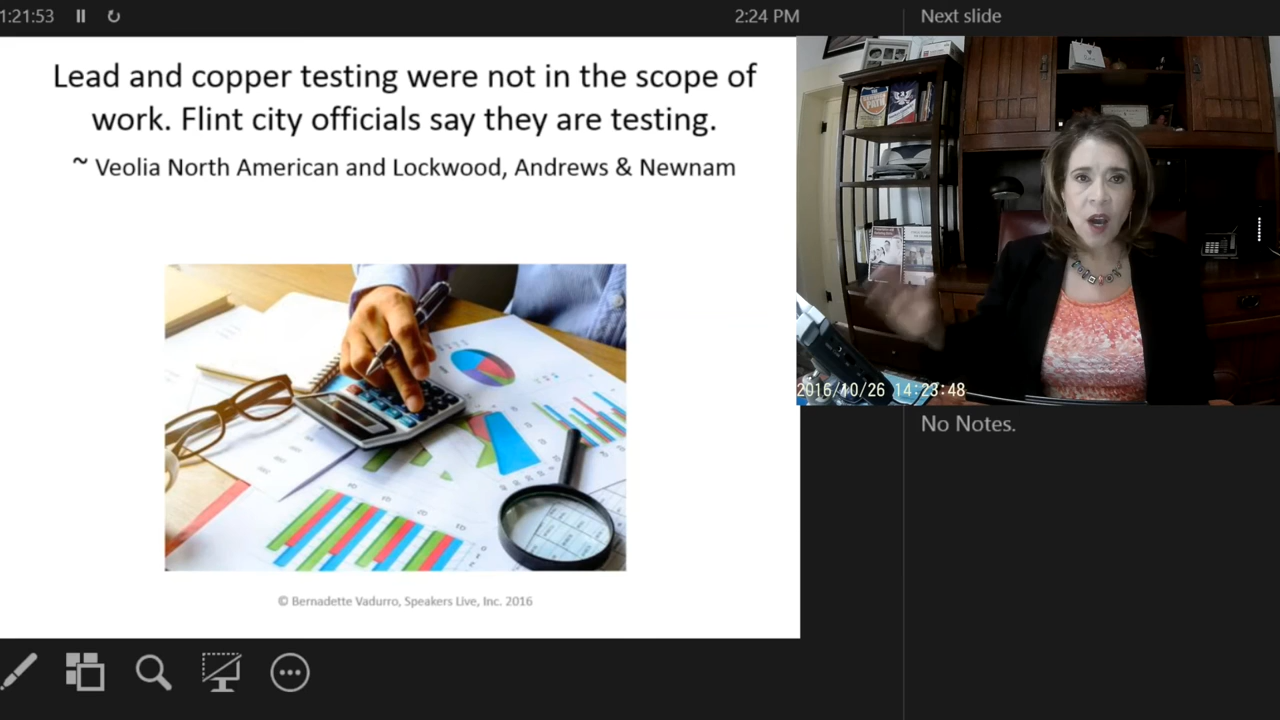 1:21:53
2:24 PM
Next slide
Lead and copper testing were not in the scope of
work. Flint city officials say they are testing.
~ Veolia North American and Lockwood, Andrews & Newnam
© Bernadette Vadurro, Speakers Live, Inc. 2016
2016/10/26 14:23:48
No Notes.